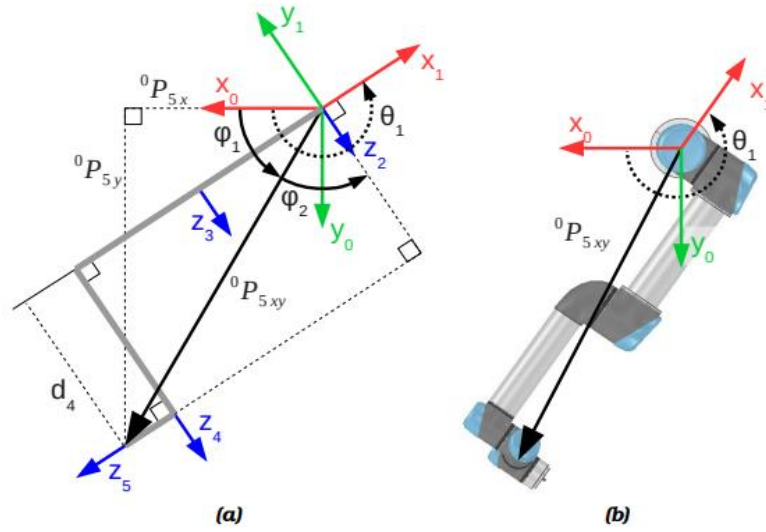 y₁
⁰P₅ₓ
x₀
x₁
φ₁
θ₁
⁰P₅y
z₂
φ₂
z₃
y₀
⁰P₅xy
d₄
z₄
z₅
(a)
x₀
θ₁
y₀
⁰P₅xy
(b)